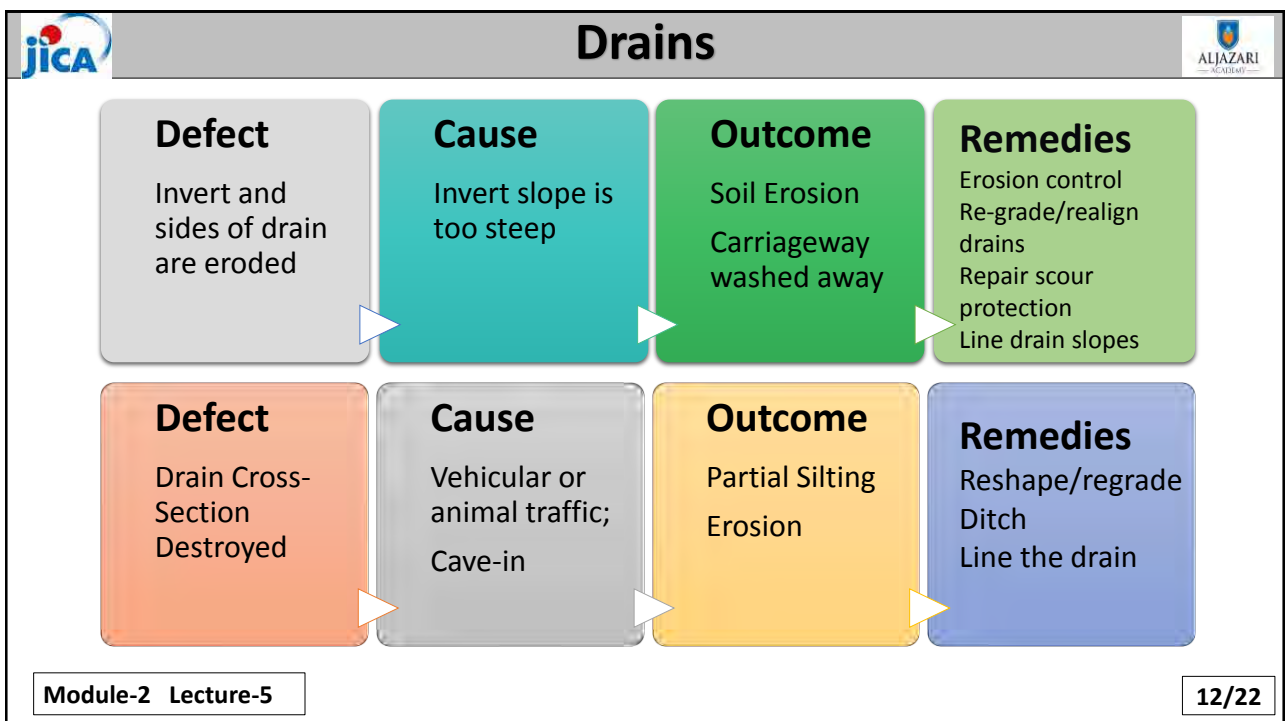 jICA
Drains
ALJAZARI
ACADEMY
Defect
Invert and
sides of drain
are eroded
Cause
Invert slope is
too steep
Outcome
Soil Erosion
Carriageway
washed away
Remedies
Erosion control
Re-grade/realign
drains
Repair scour
protection
Line drain slopes
Defect
Drain Cross-
Section
Destroyed
Cause
Vehicular or
animal traffic;
Cave-in
Outcome
Partial Silting
Erosion
Remedies
Reshape/regrade
Ditch
Line the drain
Module-2 Lecture-5
12/22